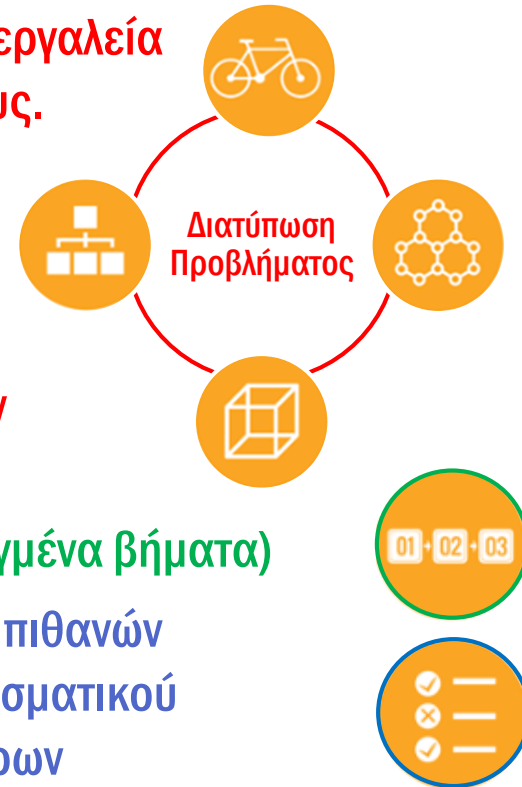 εργαλεία
υς.
Διατύπωση
Προβλήματος
ν
γμένα βήματα)
01 02 03
πιθανών
σματικού
ρων